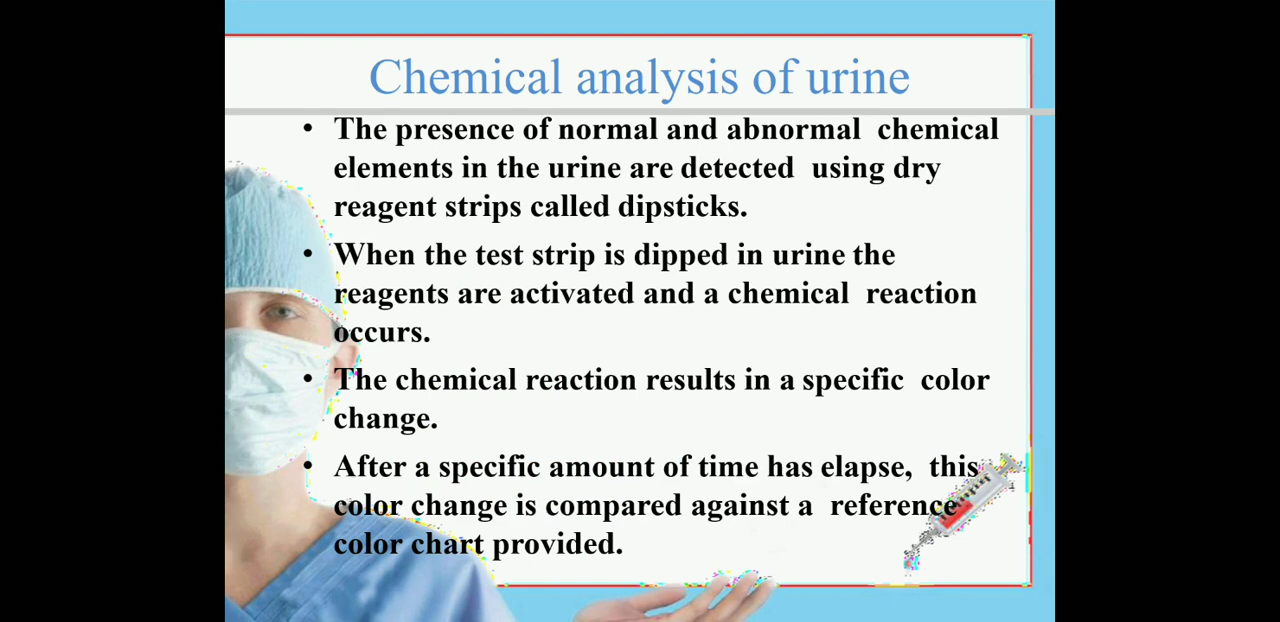 Chemical analysis of urine
• The presence of normal and abnormal chemical
elements in the urine are detected using dry
reagent strips called dipsticks.
• When the test strip is dipped in urine the
reagents are activated and a chemical reaction
occurs.
• The chemical reaction results in a specific color
change.
• After a specific amount of time has elapse, this
color change is compared against a reference
color chart provided.